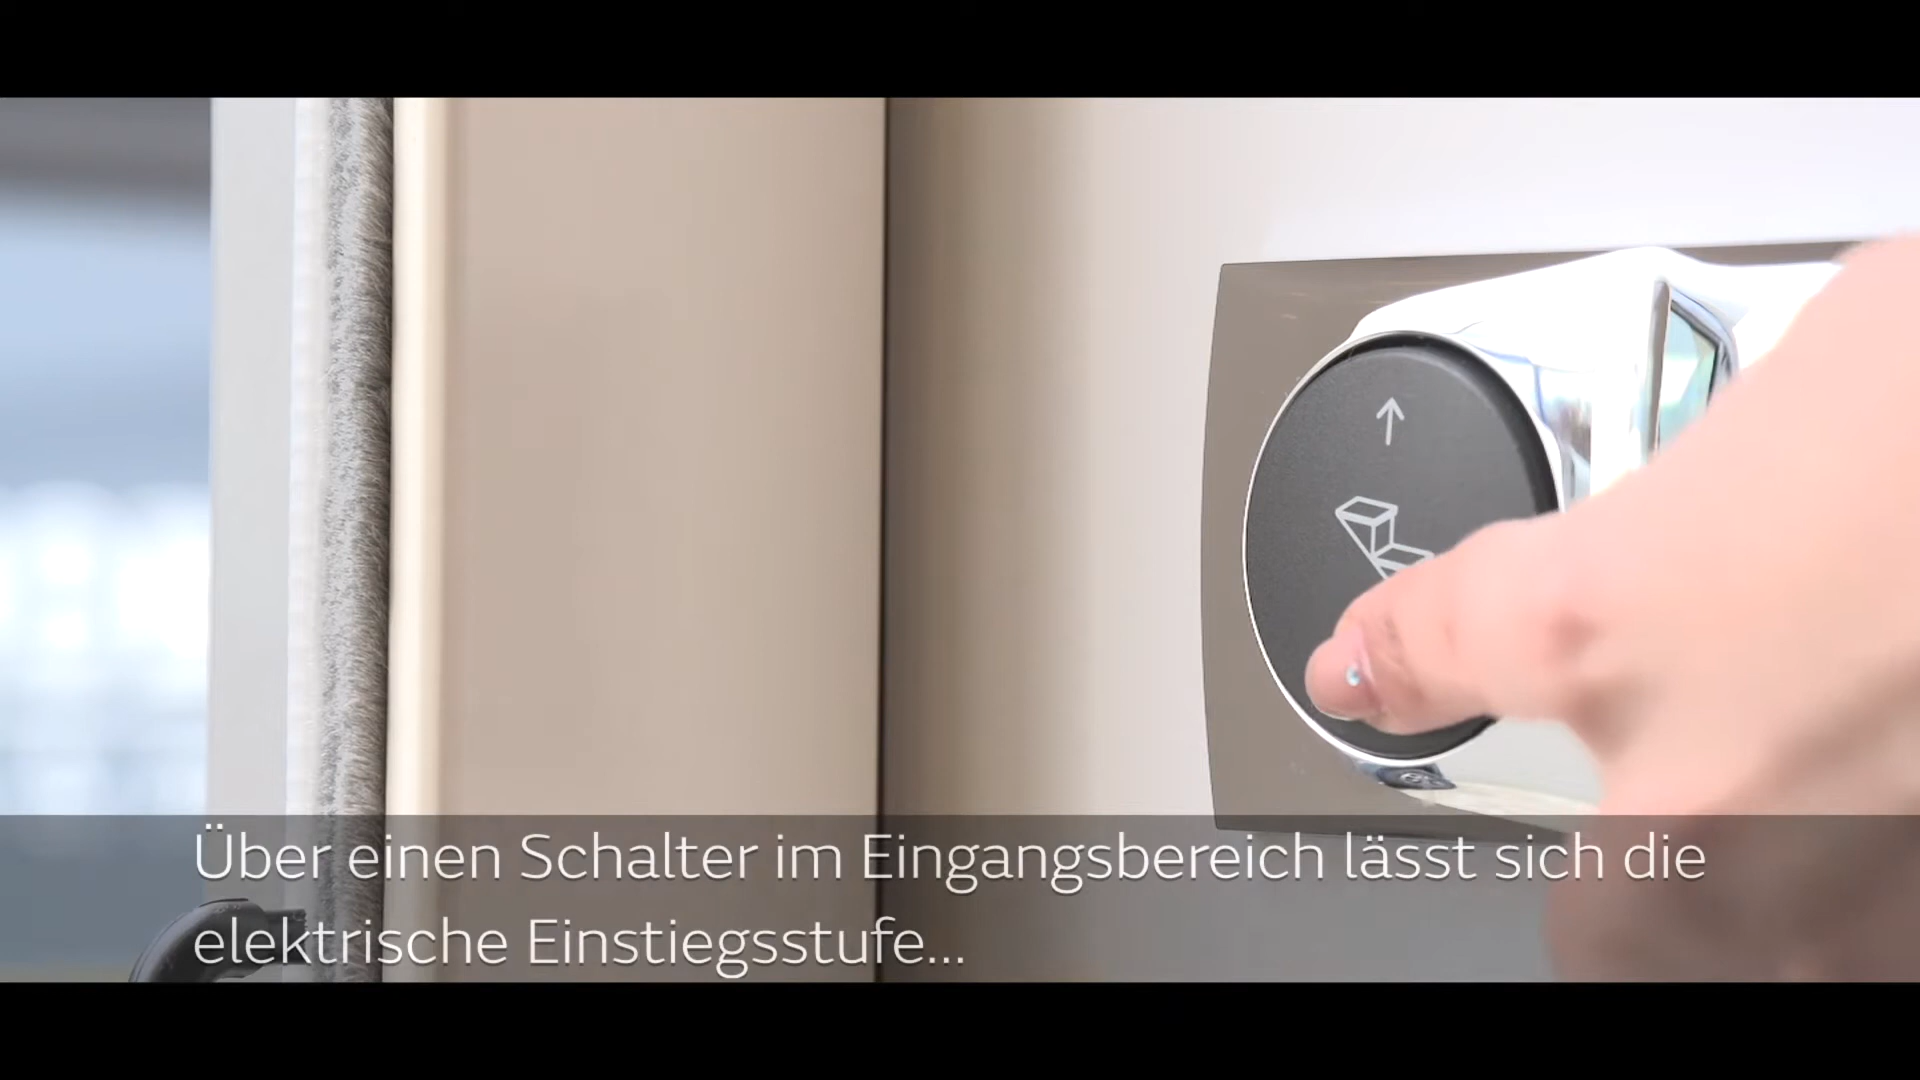 Über einen Schalter im Eingangsbereich lässt sich die
elektrische Einstiegsstufe...